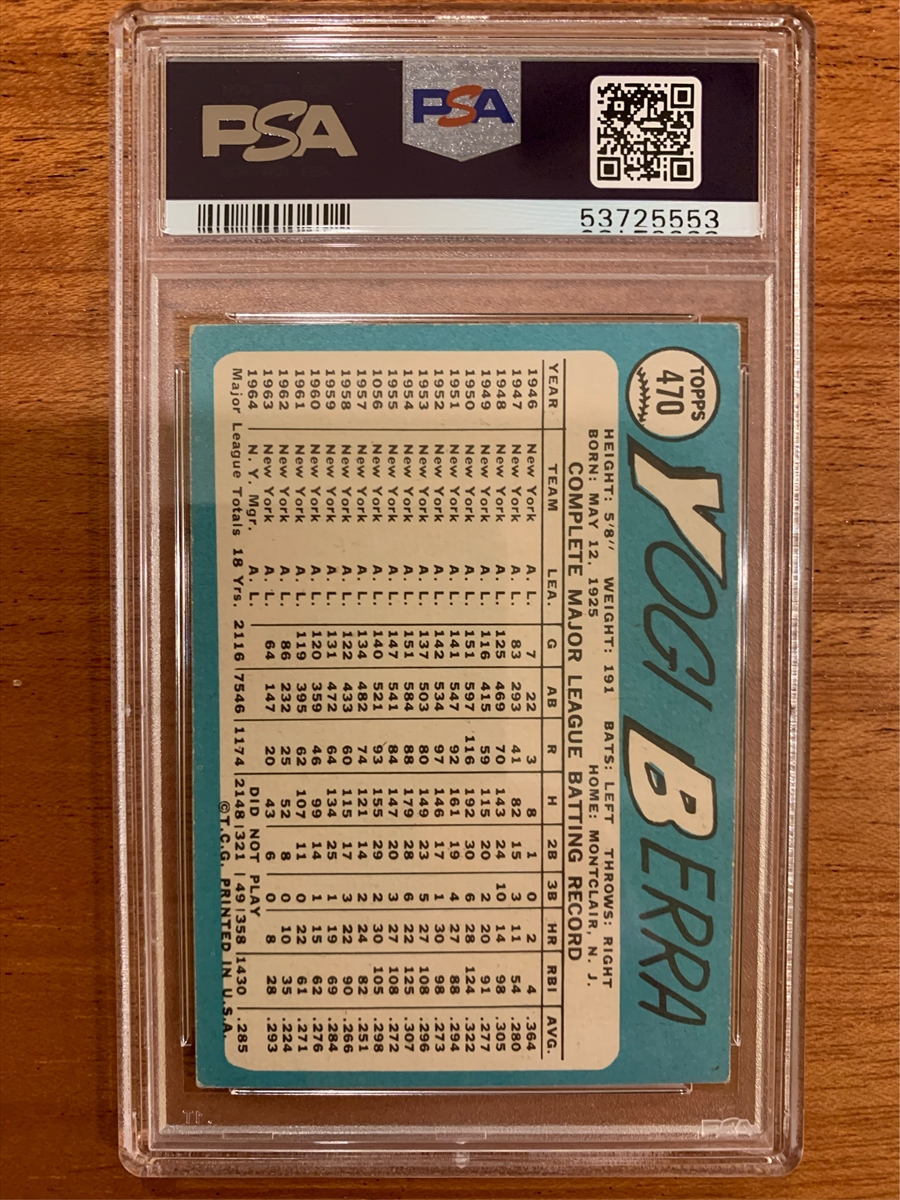 PSA
PSA
53725553
TOPPS
470
YOGI BERRA
HEIGHT: 5'8" WEIGHT: 191 BATS: LEFT THROWS: RIGHT
BORN: MAY 12, 1925 HOME: MONTCLAIR, N. J.
COMPLETE MAJOR LEAGUE BATTING RECORD
YEAR TEAM LEA. G AB R H 2B 3B HR RBI AVG.
1946 New York A. L. 7 22 3 8 1 0 2 4 .364
1947 New York A. L. 83 293 41 82 15 3 11 54 .280
1948 New York A. L. 125 469 70 143 24 10 14 98 .305
1949 New York A. L. 116 415 59 115 20 2 20 91 .277
1950 New York A. L. 151 597 116 192 30 6 28 124 .322
1951 New York A. L. 141 547 92 161 19 4 27 88 .294
1952 New York A. L. 142 534 97 146 17 1 30 98 .273
1953 New York A. L. 137 503 80 149 23 5 27 108 .296
1954 New York A. L. 151 584 88 179 28 6 22 125 .307
1955 New York A. L. 147 541 84 147 20 3 27 108 .272
1056 New York A. L. 140 521 93 155 29 2 30 105 .298
1957 New York A. L. 134 482 74 121 14 2 24 82 .251
1958 New York A. L. 122 433 60 115 17 3 22 90 .266
1959 New York A. L. 131 472 64 134 25 1 19 69 .284
1960 New York A. L. 120 359 46 99 14 1 15 62 .276
1961 New York A. L. 119 395 62 107 11 0 22 61 .271
1962 New York A. L. 86 232 25 52 8 0 10 35 .224
1963 New York A. L. 64 147 20 43 6 0 8 28 .293
1964 N. Y. Mgr. A. L. DID NOT PLAY
Major League Totals 18 Yrs. 2116 7546 1174 2148 321 49 358 1430 .285
©T.C.G. PRINTED IN U.S.A.
PSA